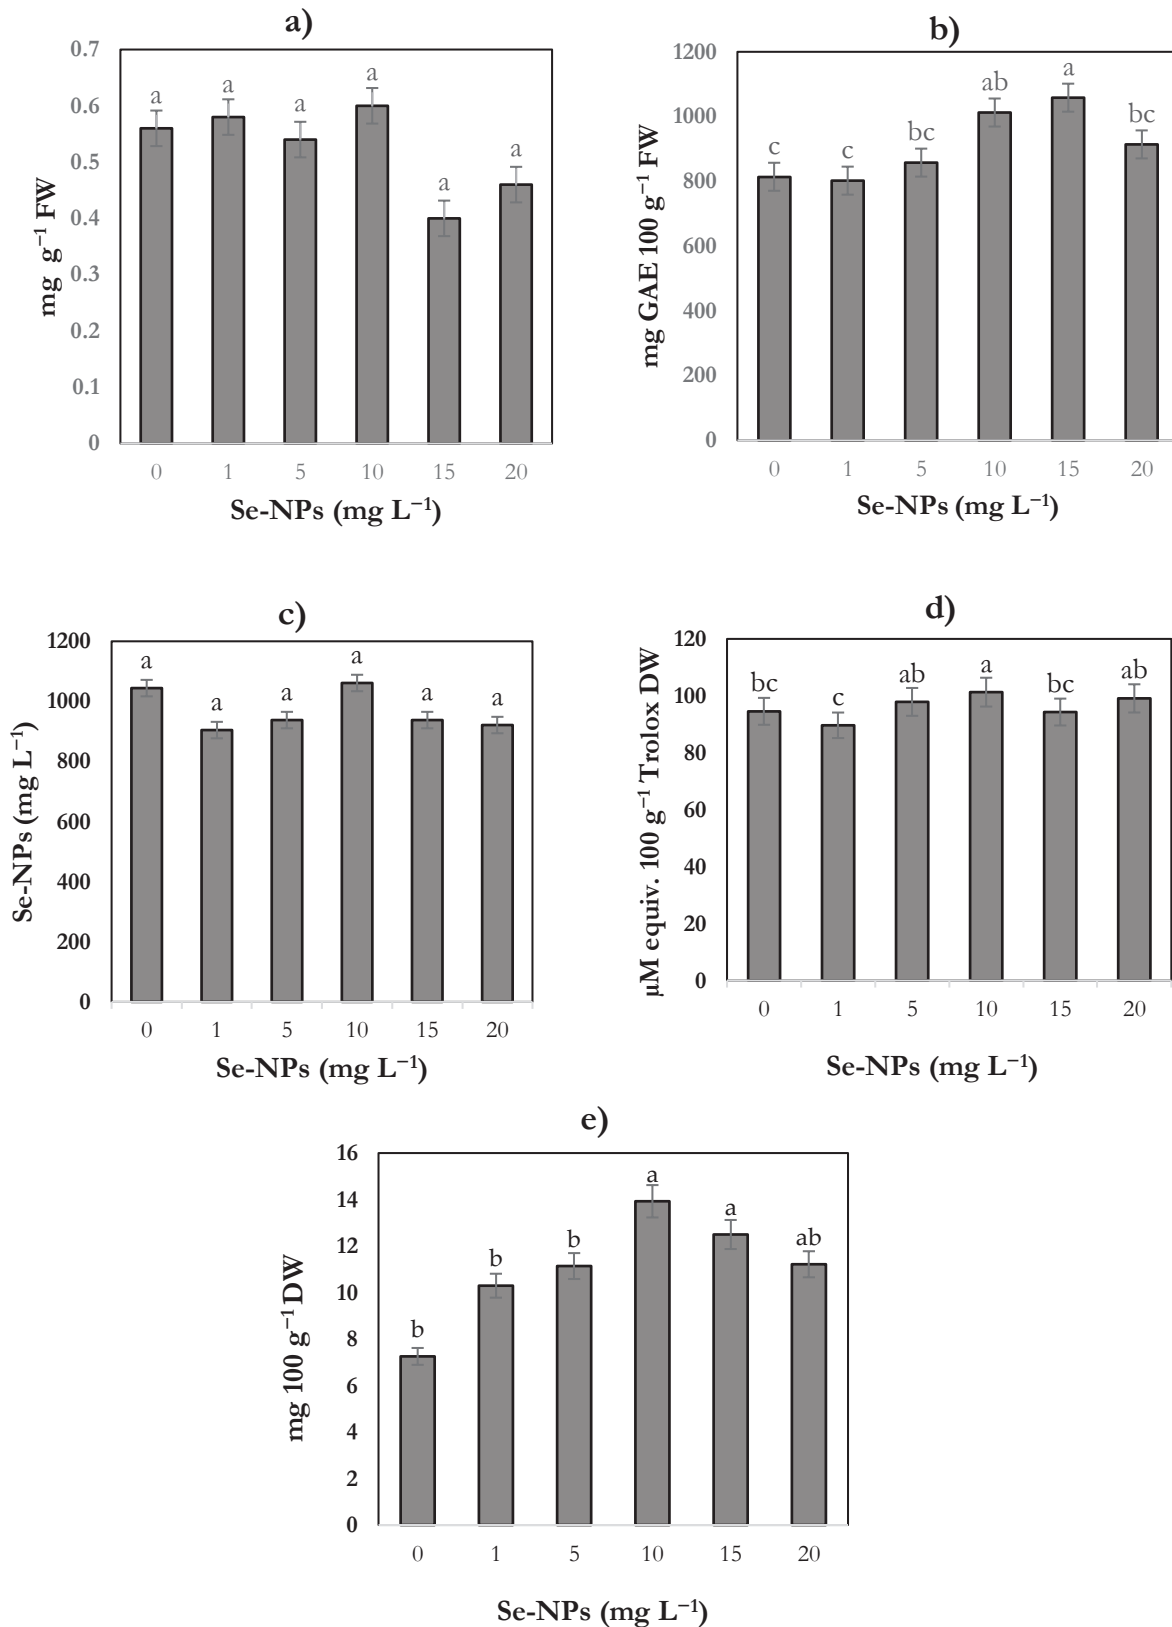 a)
0.7
0.6
0.5
0.4
0.3
0.2
0.1
0
mg g⁻¹ FW
a
a
a
a
a
a
0 1 5 10 15 20
Se-NPs (mg L⁻¹)
b)
1200
1000
800
600
400
200
0
mg GAE 100 g⁻¹ FW
c
c
bc
ab
a
bc
0 1 5 10 15 20
Se-NPs (mg L⁻¹)
c)
1200
1000
800
600
400
200
0
Se-NPs (mg L⁻¹)
a
a
a
a
a
a
0 1 5 10 15 20
Se-NPs (mg L⁻¹)
d)
120
100
80
60
40
20
0
µM equiv. 100 g⁻¹ Trolox DW
bc
c
ab
a
bc
ab
0 1 5 10 15 20
Se-NPs (mg L⁻¹)
e)
16
14
12
10
8
6
4
2
0
mg 100 g⁻¹ DW
b
b
b
a
a
ab
0 1 5 10 15 20
Se-NPs (mg L⁻¹)